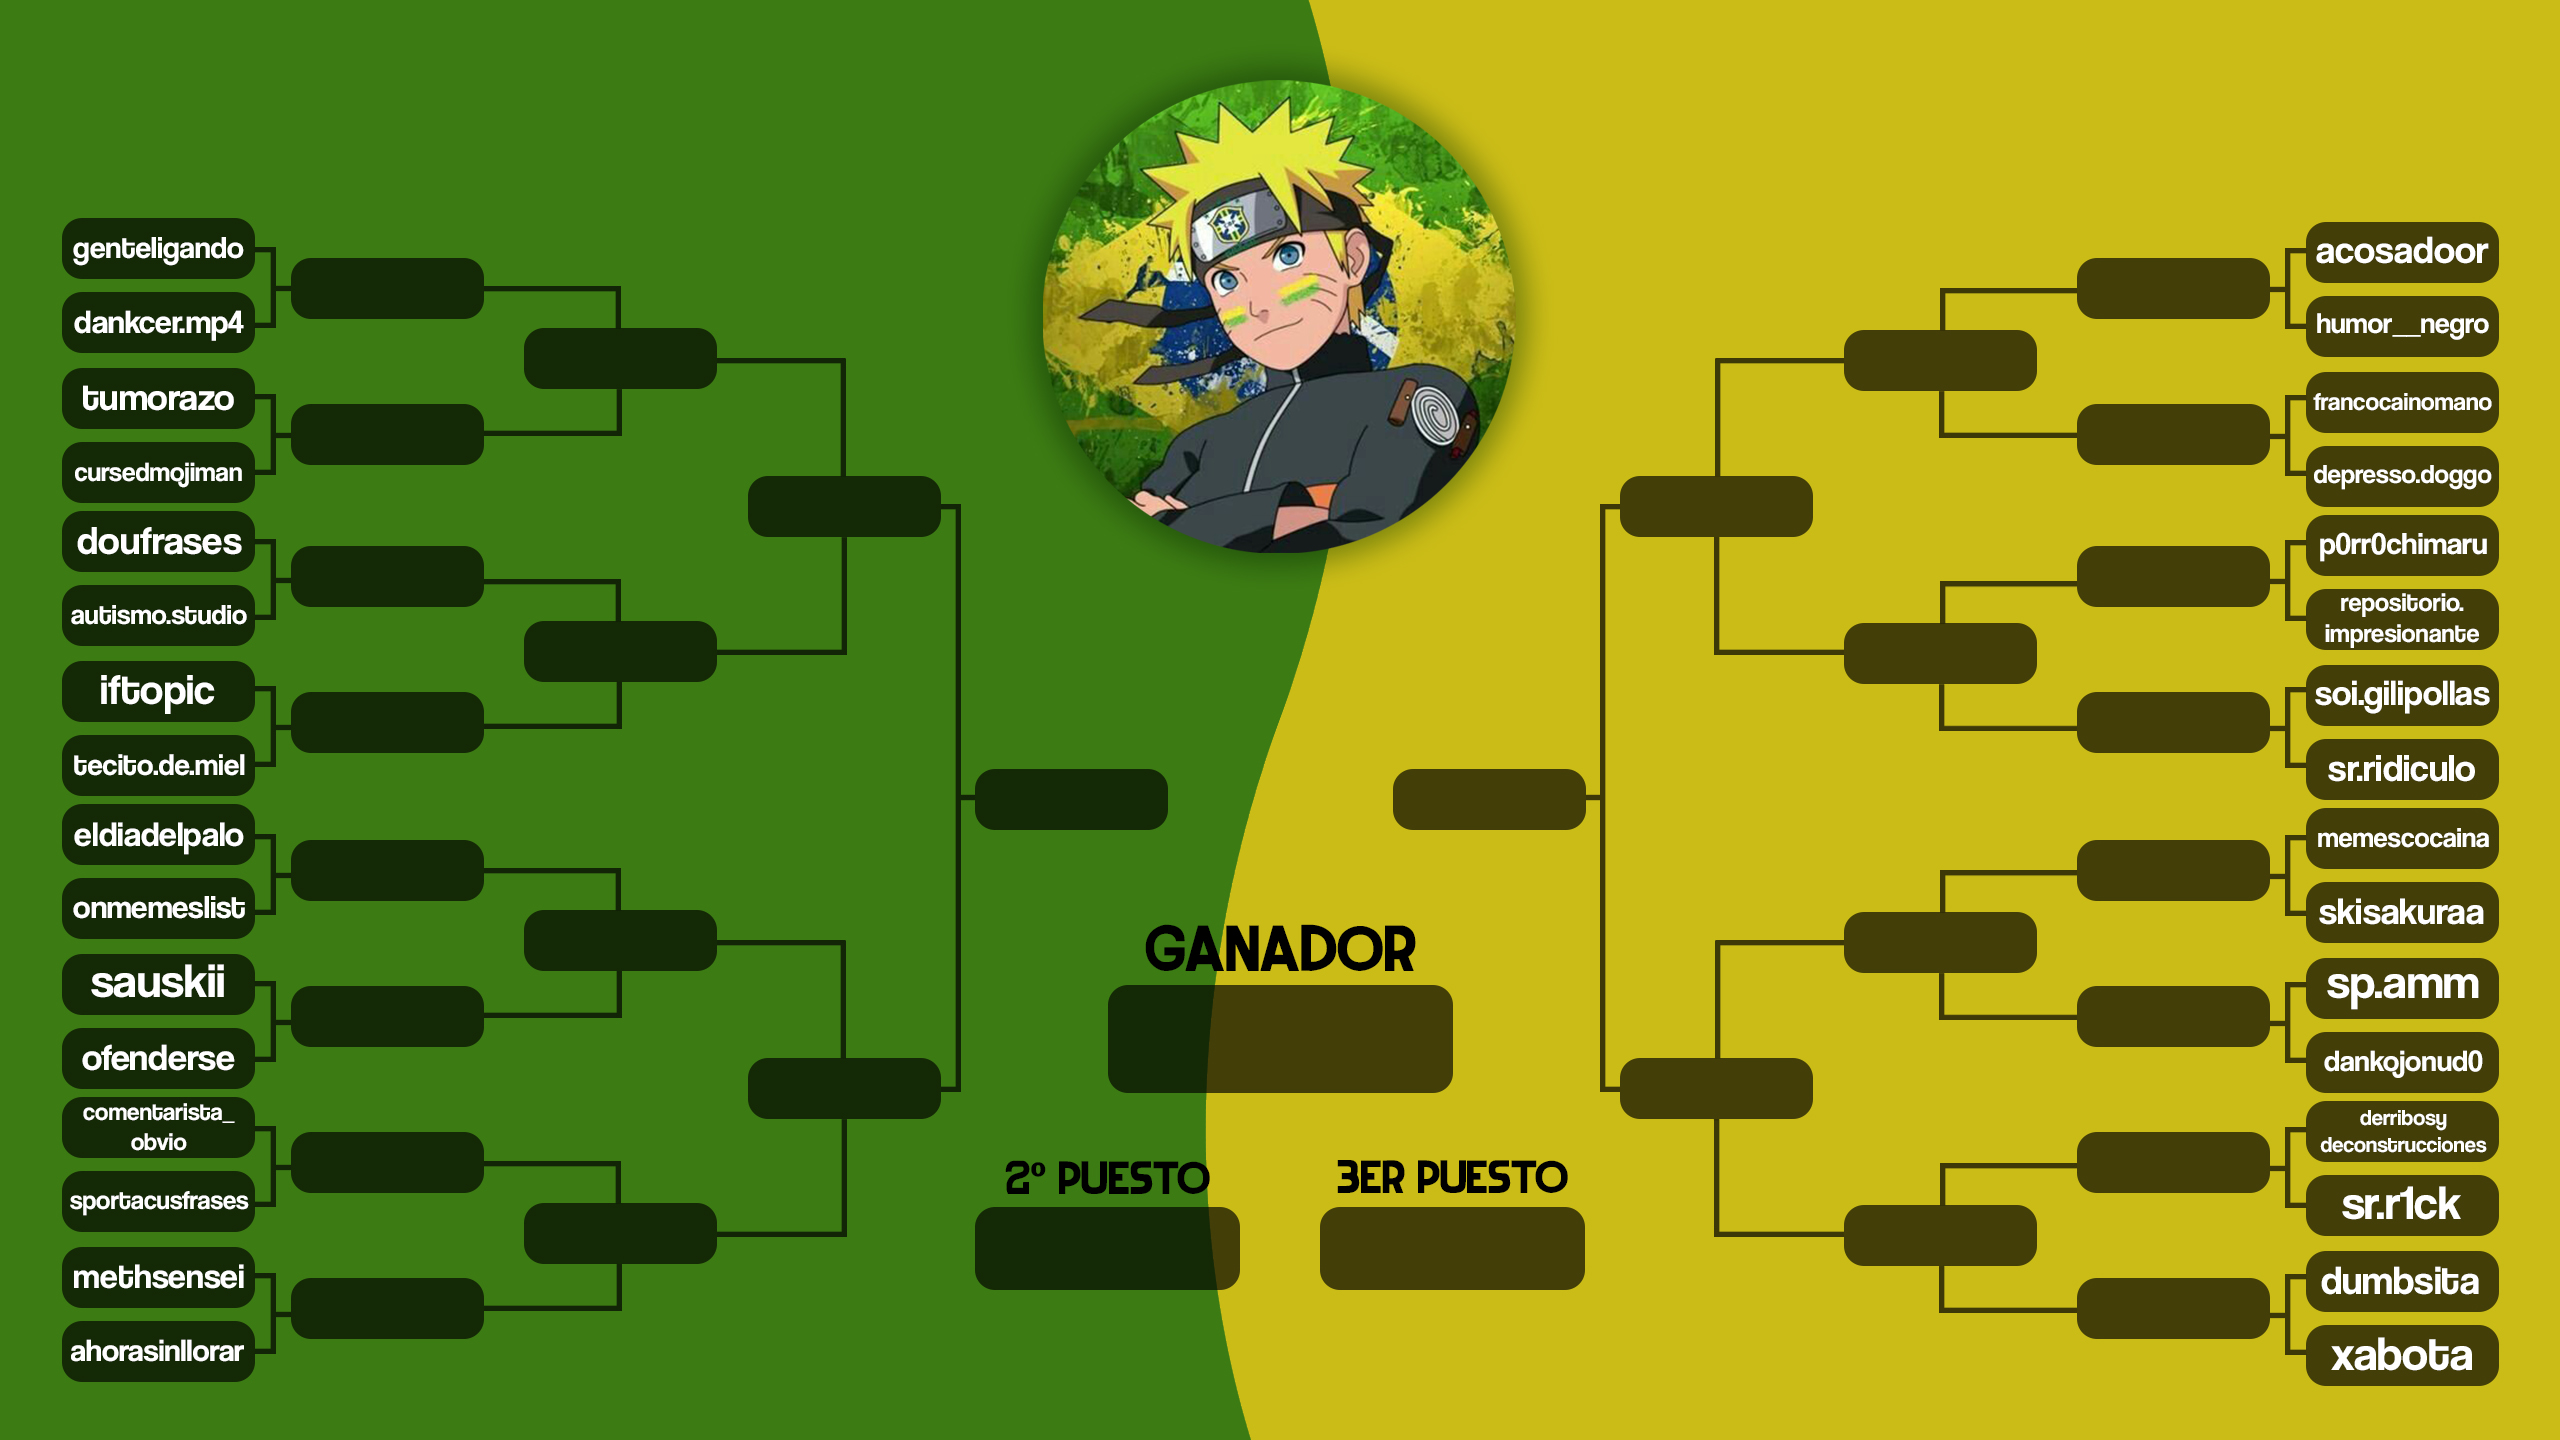 genteligando
dankcer.mp4
tumorazo
cursedmojiman
doufrases
autismo.studio
iftopic
tecito.de.miel
eldiadelpalo
onmemeslist
sauskii
ofenderse
comentarista_
obvio
sportacusfrases
methsensei
ahorasinllorar
GANADOR
2º PUESTO
3ER PUESTO
acosadoor
humor__negro
francocainomano
depresso.doggo
p0rr0chimaru
repositorio.
impresionante
soi.gilipollas
sr.ridiculo
memescocaina
skisakuraa
sp.amm
dankojonud0
derribosy
deconstrucciones
sr.r1ck
dumbsita
xabota